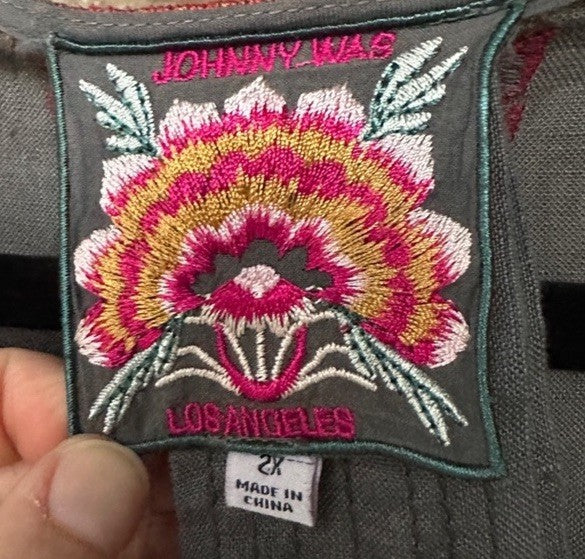 JOHNNY WAS
LOS ANGELES
2X
MADE IN
CHINA